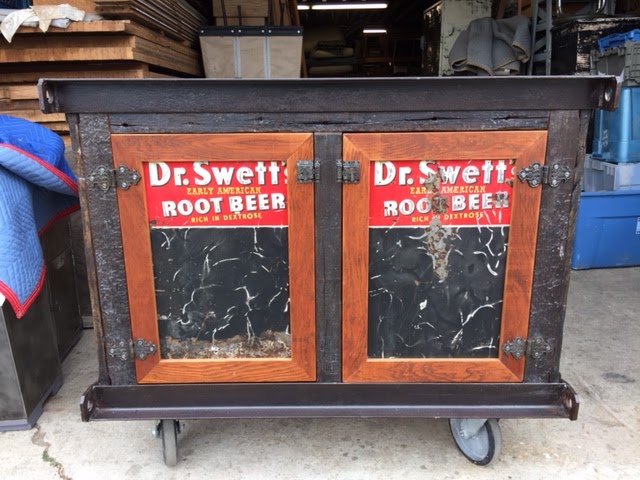 Dr. Swett's
EARLY AMERICAN
ROOT BEER
RICH IN DEXTROSE
Dr. Swett's
EARLY AMERICAN
ROOT BEER
RICH IN DEXTROSE